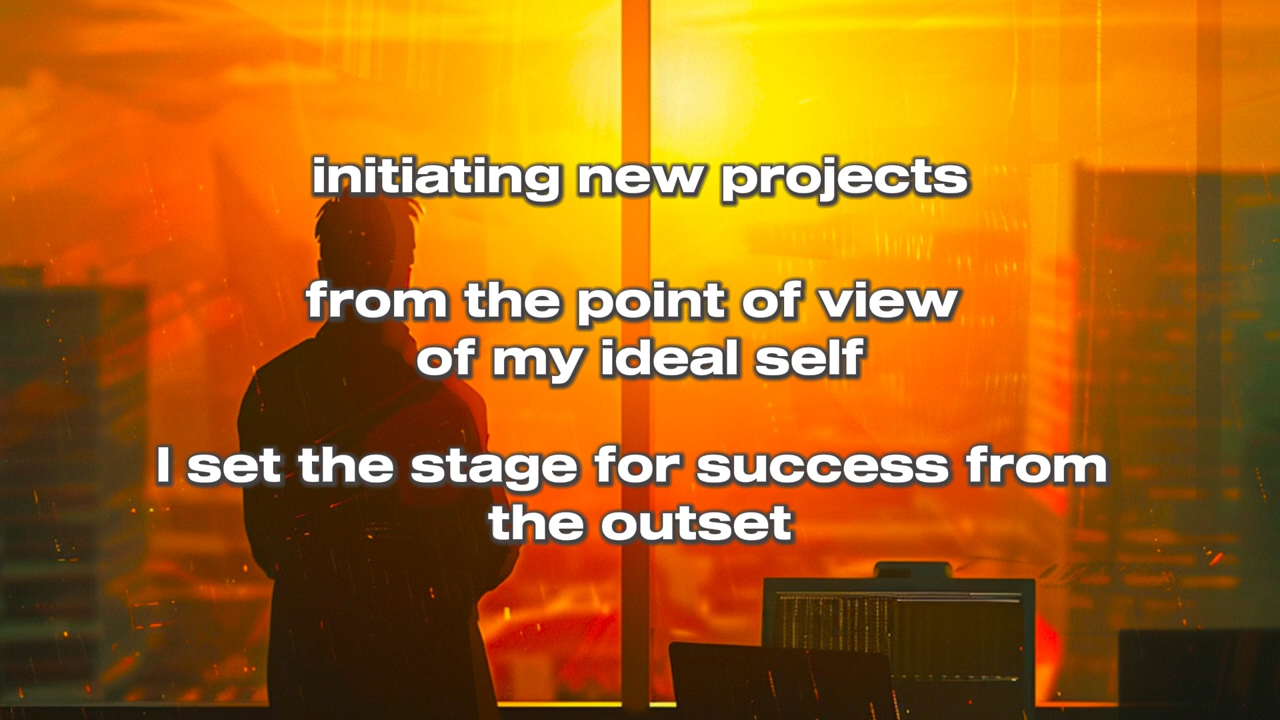 initiating new projects
from the point of view
of my ideal self
I set the stage for success from
the outset